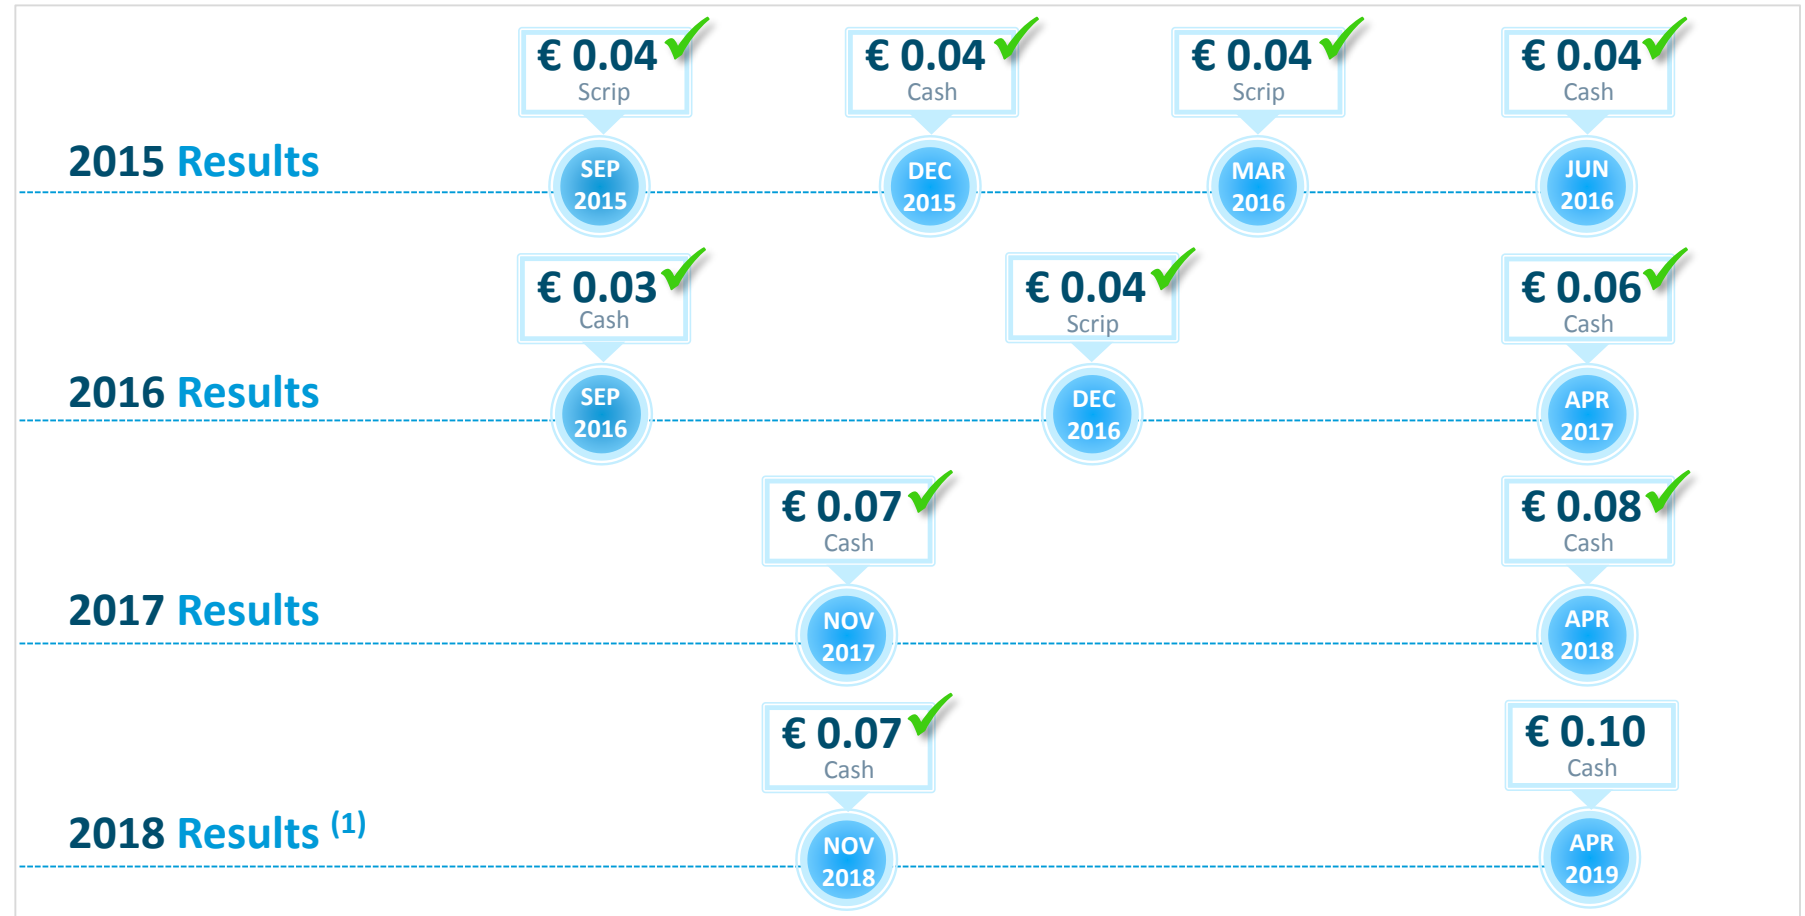 € 0.04
Scrip
€ 0.04
Cash
€ 0.04
Scrip
€ 0.04
Cash
2015 Results
SEP
2015
DEC
2015
MAR
2016
JUN
2016
€ 0.03
Cash
€ 0.04
Scrip
€ 0.06
Cash
2016 Results
SEP
2016
DEC
2016
APR
2017
€ 0.07
Cash
€ 0.08
Cash
2017 Results
NOV
2017
APR
2018
€ 0.07
Cash
€ 0.10
Cash
2018 Results (1)
NOV
2018
APR
2019